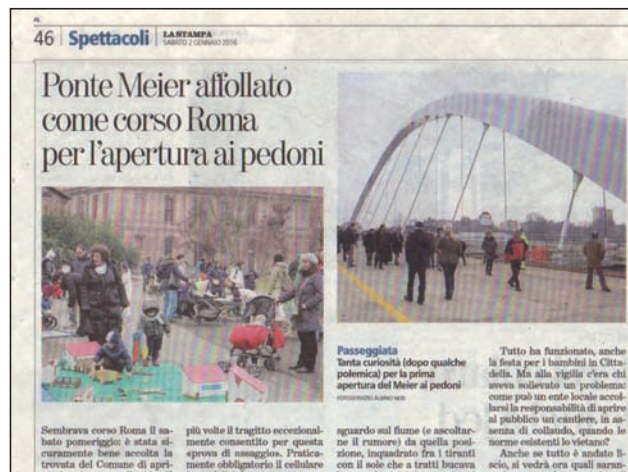 AL
46 Spettacoli LA STAMPA
SABATO 2 GENNAIO 2016
Ponte Meier affollato
come corso Roma
per l'apertura ai pedoni
Passeggiata
Tanta curiosità (dopo qualche
polemica) per la prima
apertura del Meier ai pedoni
FOTOSERVIZIO ALBINO NERI
Sembrava corso Roma il sa-
bato pomeriggio: è stata si-
curamente bene accolta la
trovata del Comune di apri-
più volte il tragitto eccezional-
mente consentito per questa
«prova di assaggio». Pratica-
mente obbligatorio il cellulare
sguardo sul fiume (e ascoltar-
ne il rumore) da quella posi-
zione, inquadrato fra i tiranti
con il sole che a tratti bucava
Tutto ha funzionato, anche
la festa per i bambini in Citta-
della. Ma alla vigilia c'era chi
aveva sollevato un problema:
come può un ente locale accol-
larsi la responsabilità di aprire
al pubblico un cantiere, in as-
senza di collaudo, quando le
norme esistenti lo vietano?
Anche se tutto è andato li-
scio, si vedrà ora quali saran-